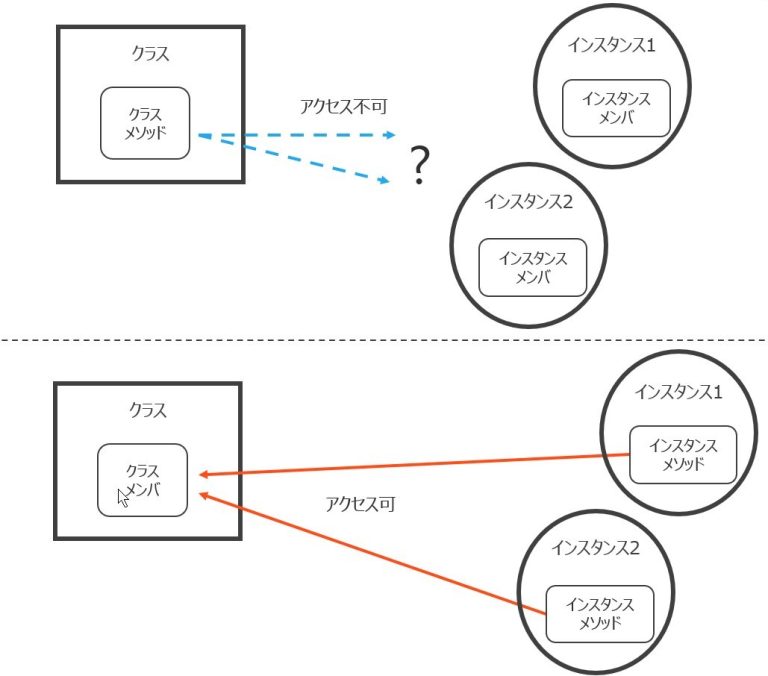 クラス
クラス
メソッド
アクセス不可
?
インスタンス1
インスタンス
メンバ
インスタンス2
インスタンス
メンバ
クラス
クラス
メンバ
アクセス可
インスタンス1
インスタンス
メソッド
インスタンス2
インスタンス
メソッド